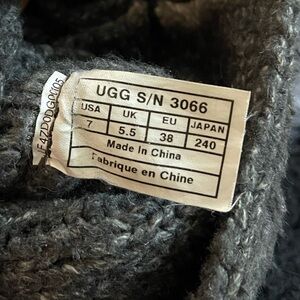 UGG S/N 3066
USA UK EU JAPAN
7 5.5 38 240
Made In China
Fabrique en Chine